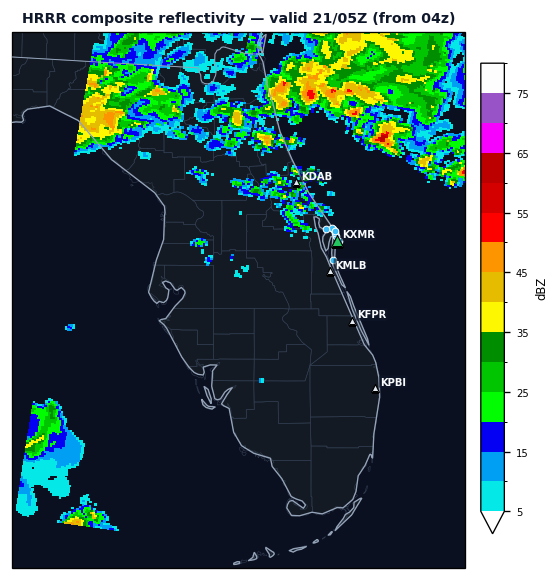 HRRR composite reflectivity — valid 21/05Z (from 04z)
KDAB
KXMR
KMLB
KFPR
KPBI
75
65
55
45
35
25
15
5
dBZ